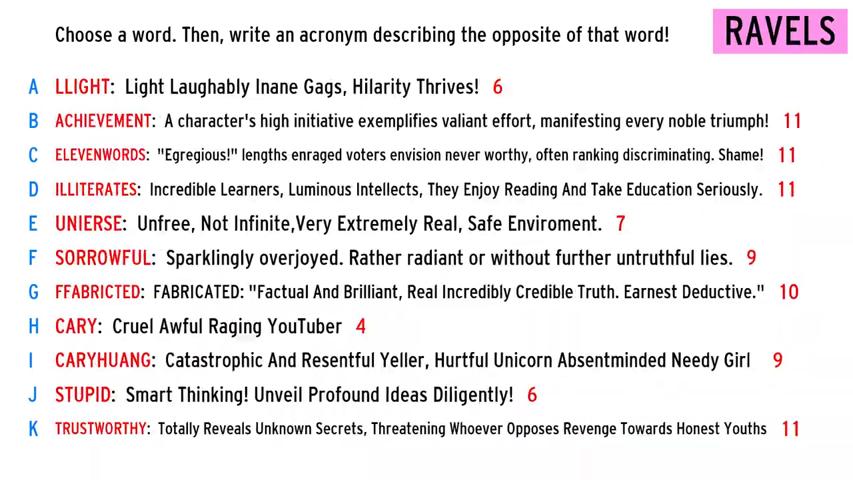 Choose a word. Then, write an acronym describing the opposite of that word!
RAVELS
A LLIGHT: Light Laughably Inane Gags, Hilarity Thrives! 6
B ACHIEVEMENT: A character's high initiative exemplifies valiant effort, manifesting every noble triumph! 11
C ELEVENWORDS: "Egregious!" lengths enraged voters envision never worthy, often ranking discriminating. Shame! 11
D ILLITERATES: Incredible Learners, Luminous Intellects, They Enjoy Reading And Take Education Seriously. 11
E UNIERSE: Unfree, Not Infinite,Very Extremely Real, Safe Enviroment. 7
F SORROWFUL: Sparklingly overjoyed. Rather radiant or without further untruthful lies. 9
G FFABRICTED: FABRICATED: "Factual And Brilliant, Real Incredibly Credible Truth. Earnest Deductive." 10
H CARY: Cruel Awful Raging YouTuber 4
I CARYHUANG: Catastrophic And Resentful Yeller, Hurtful Unicorn Absentminded Needy Girl 9
J STUPID: Smart Thinking! Unveil Profound Ideas Diligently! 6
K TRUSTWORTHY: Totally Reveals Unknown Secrets, Threatening Whoever Opposes Revenge Towards Honest Youths 11